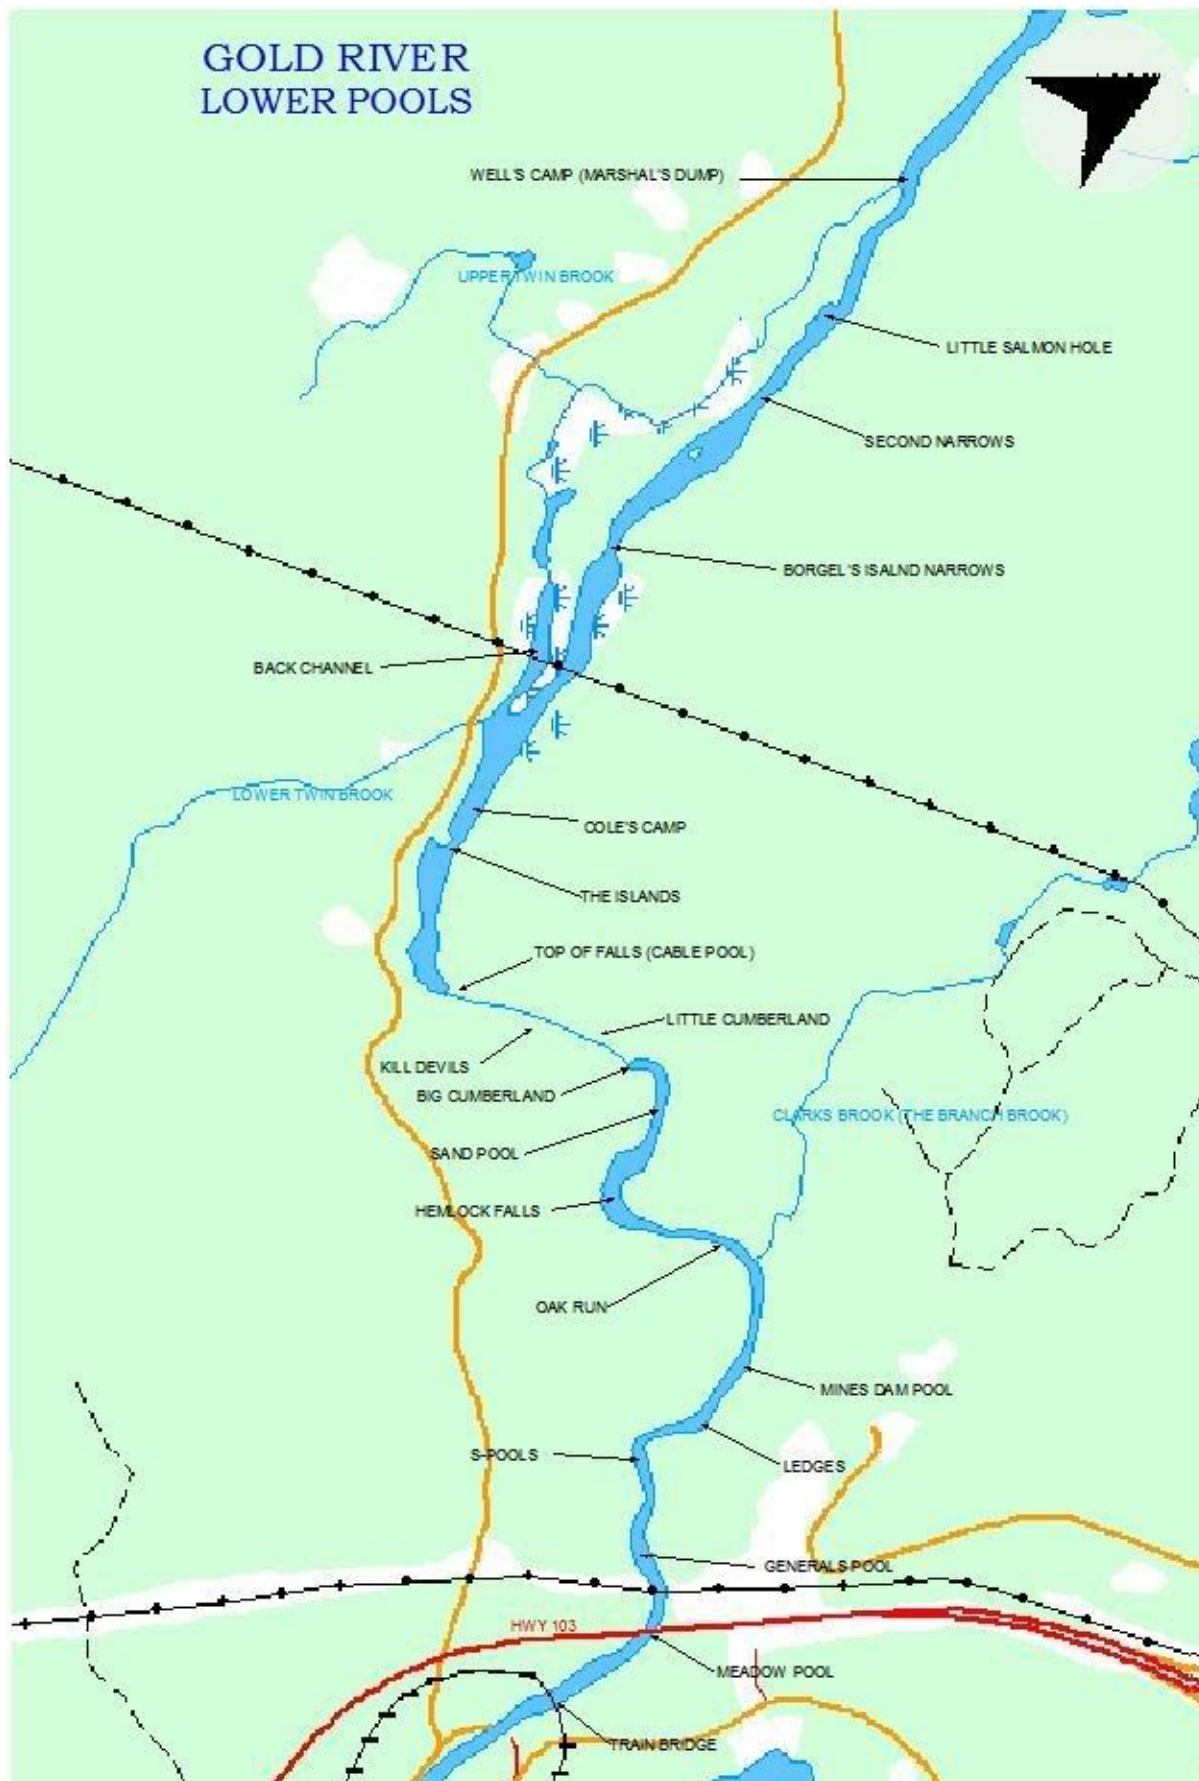 GOLD RIVER
LOWER POOLS
WELL'S CAMP (MARSHAL'S DUMP)
UPPER TWIN BROOK
LITTLE SALMON HOLE
SECOND NARROWS
BORGEL'S ISALND NARROWS
BACK CHANNEL
LOWER TWIN BROOK
COLE'S CAMP
THE ISLANDS
TOP OF FALLS (CABLE POOL)
LITTLE CUMBERLAND
KILL DEVILS
BIG CUMBERLAND
CLARKS BROOK (THE BRANCH BROOK)
SAND POOL
HEMLOCK FALLS
OAK RUN
MINES DAM POOL
S-POOLS
LEDGES
GENERALS POOL
HWY 103
MEADOW POOL
TRAIN BRIDGE